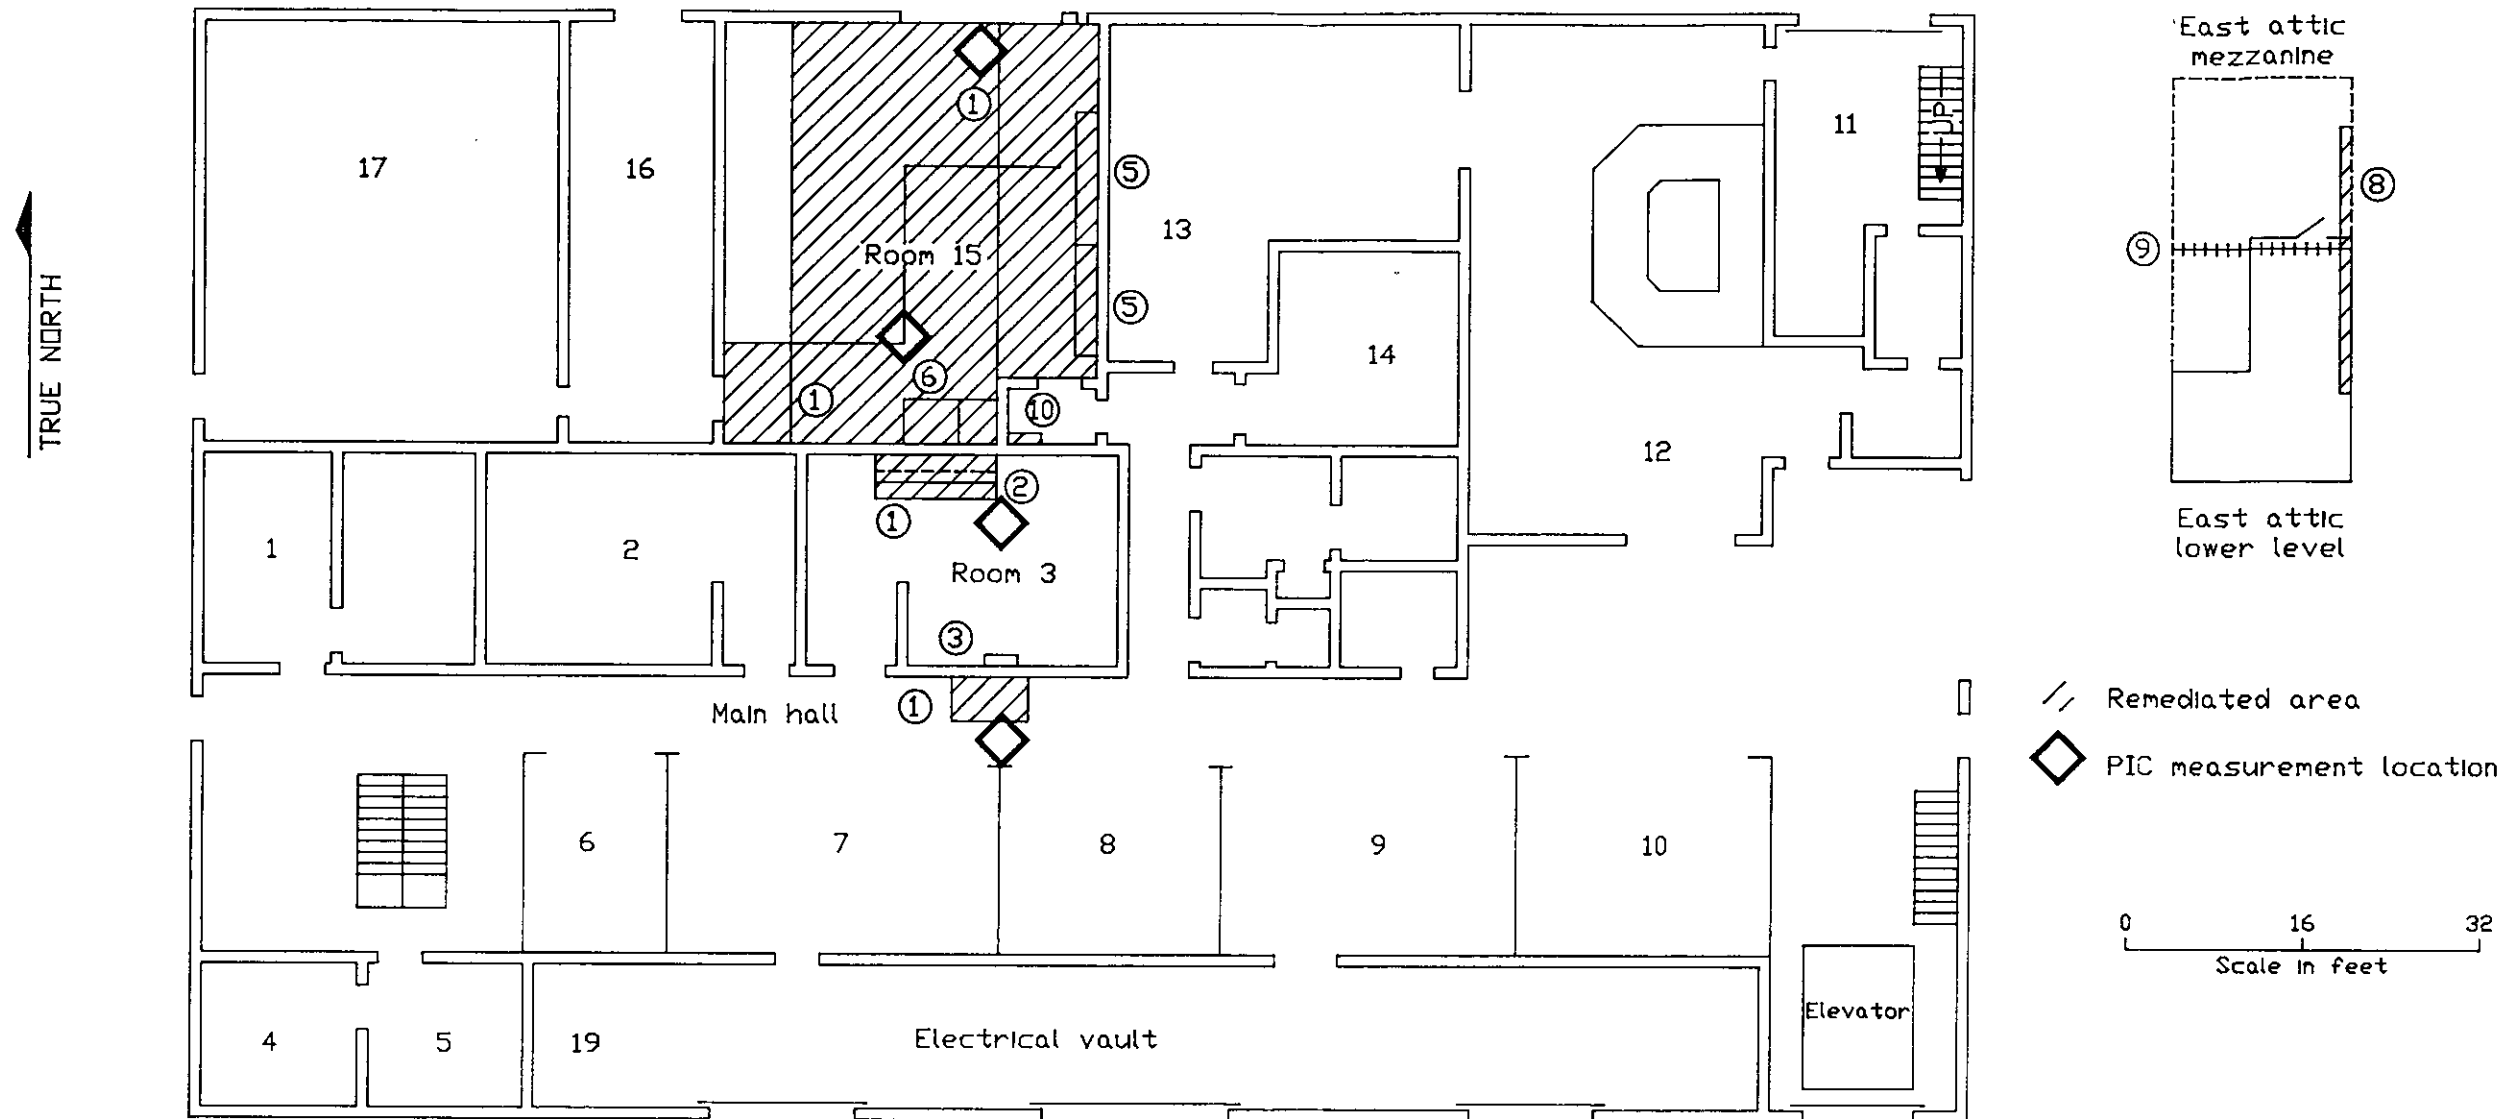 East attic
mezzanine
①
11
UP
17
16
⑤
⑧
13
Room 15
⑨
⑤
TRUE NORTH
14
⑥
①
⑩
12
②
①
East attic
lower level
1
2
Room 3
③
①
Main hall
Remediated area
PIC measurement location
6
7
8
9
10
0 16 32
Scale in feet
Elevator
4
5
19
Electrical vault